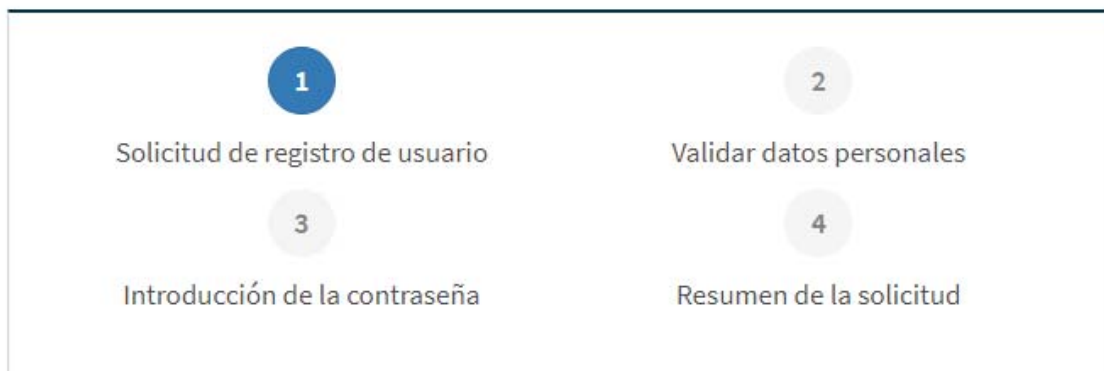 1
2
Solicitud de registro de usuario
Validar datos personales
3
4
Introducción de la contraseña
Resumen de la solicitud